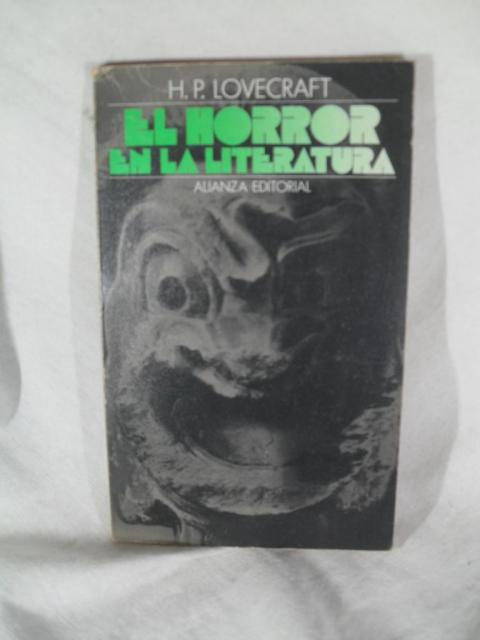 H. P. LOVECRAFT
EL HORROR
EN LA LITERATURA
ALIANZA EDITORIAL